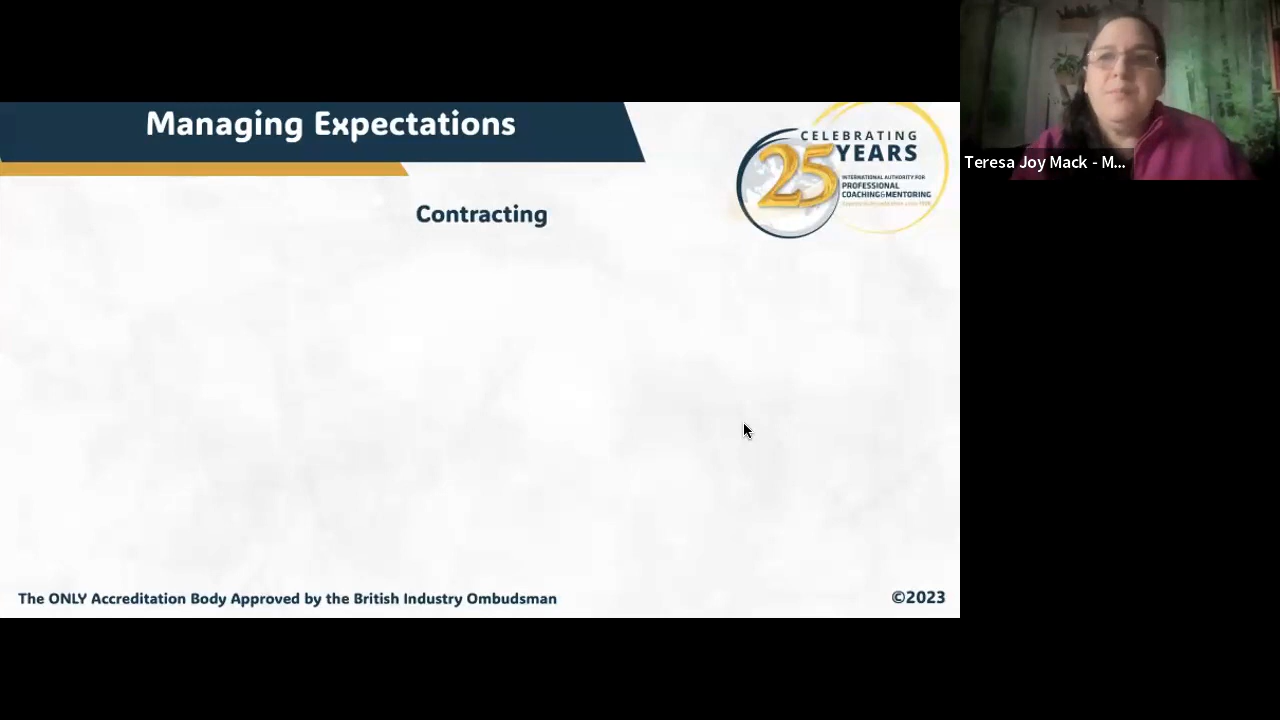 Managing Expectations
CELEBRATING
25 YEARS
INTERNATIONAL AUTHORITY FOR
PROFESSIONAL
COACHING&MENTORING
Contracting
Teresa Joy Mack - M...
The ONLY Accreditation Body Approved by the British Industry Ombudsman
©2023